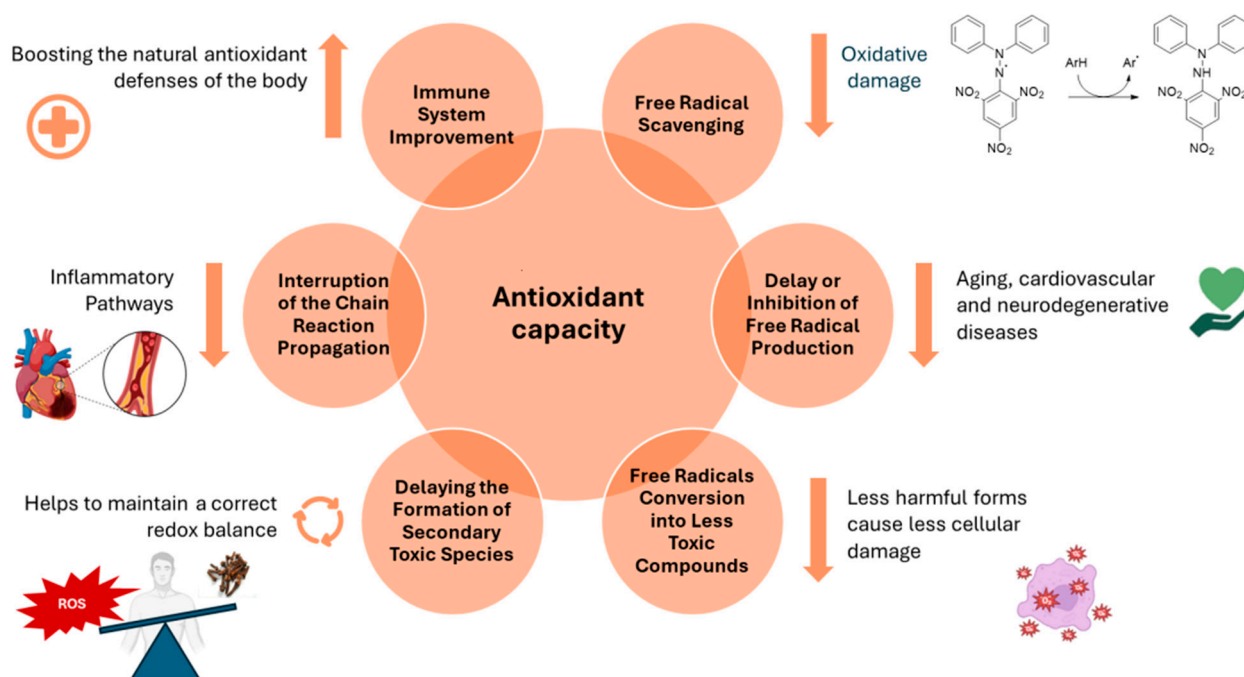 Boosting the natural antioxidant
defenses of the body
Immune
System
Improvement
Free Radical
Scavenging
Oxidative
damage
N
N•
NO₂
NO₂
NO₂
ArH
Ar•
N
NH
NO₂
NO₂
NO₂
Inflammatory
Pathways
Interruption
of the Chain
Reaction
Propagation
Antioxidant
capacity
Delay or
Inhibition of
Free Radical
Production
Aging, cardiovascular
and neurodegenerative
diseases
Helps to maintain a correct
redox balance
ROS
Delaying the
Formation of
Secondary
Toxic Species
Free Radicals
Conversion
into Less
Toxic
Compounds
Less harmful forms
cause less cellular
damage